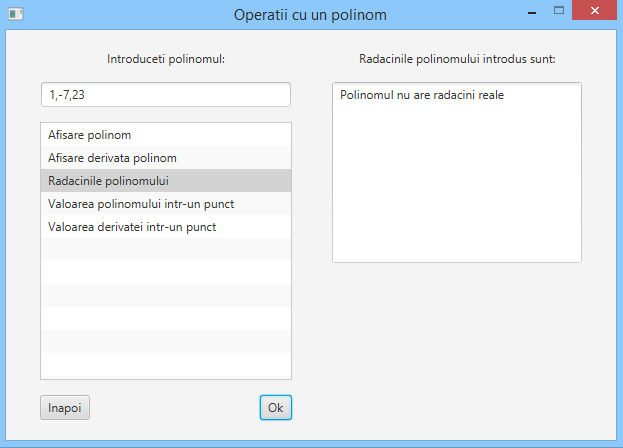 Operatii cu un polinom
Introduceti polinomul:
1,-7,23
Afisare polinom
Afisare derivata polinom
Radacinile polinomului
Valoarea polinomului intr-un punct
Valoarea derivatei intr-un punct
Inapoi
Ok
Radacinile polinomului introdus sunt:
Polinomul nu are radacini reale